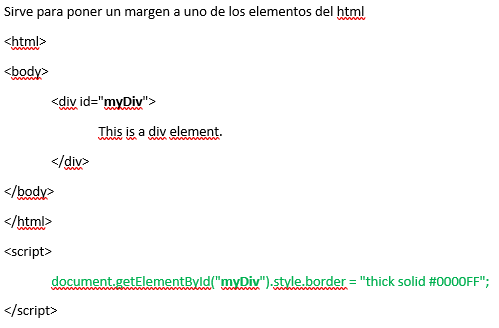 Sirve para poner un margen a uno de los elementos del html
<html>
<body>
<div id="myDiv">
This is a div element.
</div>
</body>
</html>
<script>
document.getElementById("myDiv").style.border = "thick solid #0000FF";
</script>